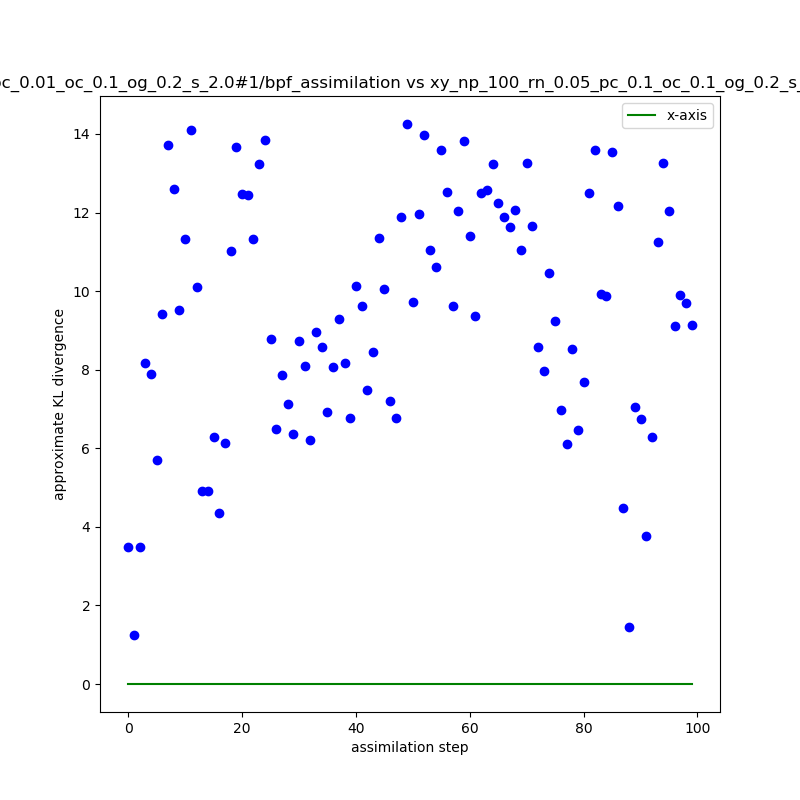 oc_0.01_oc_0.1_og_0.2_s_2.0#1/bpf_assimilation vs xy_np_100_rn_0.05_pc_0.1_oc_0.1_og_0.2_s_
x-axis
14
12
10
8
6
4
2
0
approximate KL divergence
0 20 40 60 80 100
assimilation step